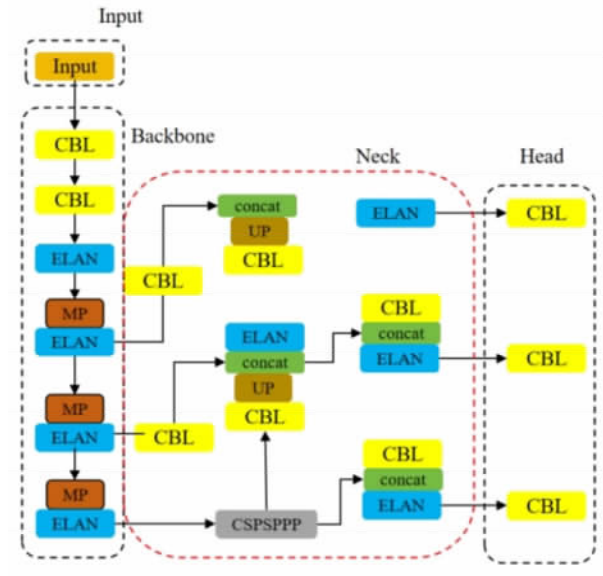 Input
Input
Backbone
CBL
CBL
ELAN
MP
ELAN
MP
ELAN
MP
ELAN
Neck
concat
UP
CBL
CBL
ELAN
concat
UP
CBL
CBL
CSPSPPP
ELAN
CBL
concat
ELAN
CBL
concat
ELAN
Head
CBL
CBL
CBL